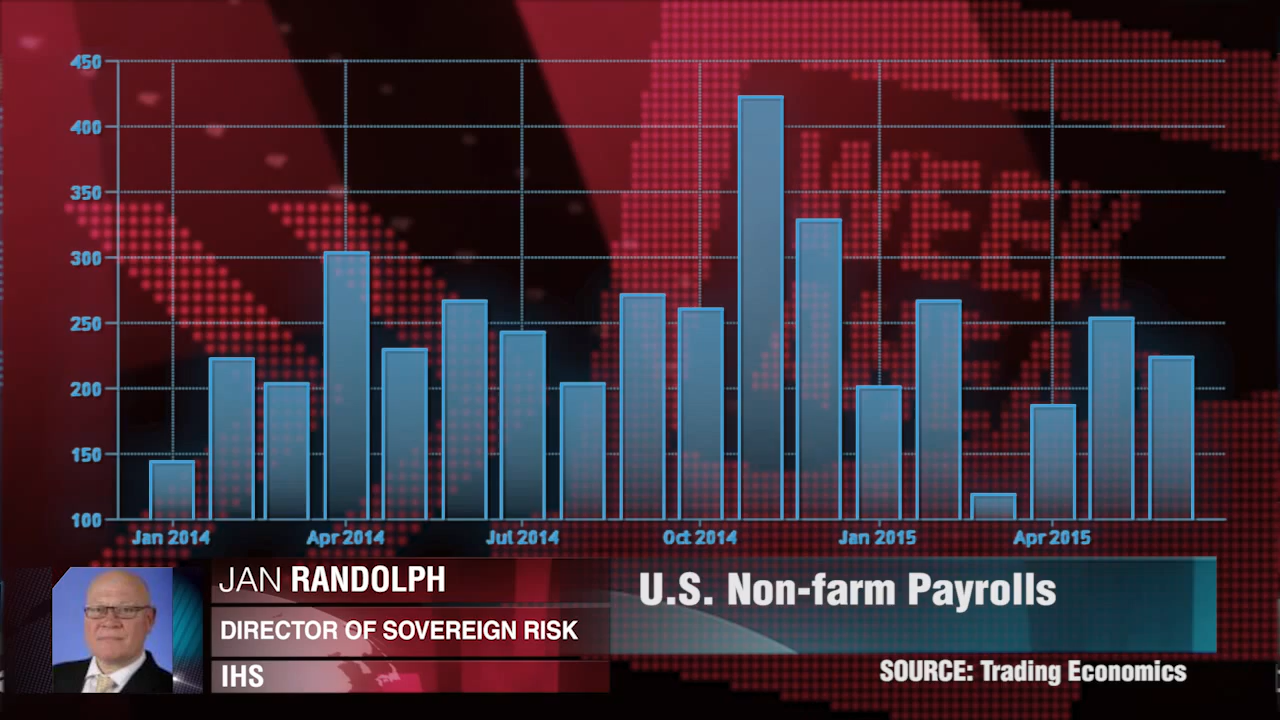 450
400
350
300
250
200
150
100
Jan 2014 Apr 2014 Jul 2014 Oct 2014 Jan 2015 Apr 2015
WEEK
JAN RANDOLPH
DIRECTOR OF SOVEREIGN RISK
IHS
U.S. Non-farm Payrolls
SOURCE: Trading Economics